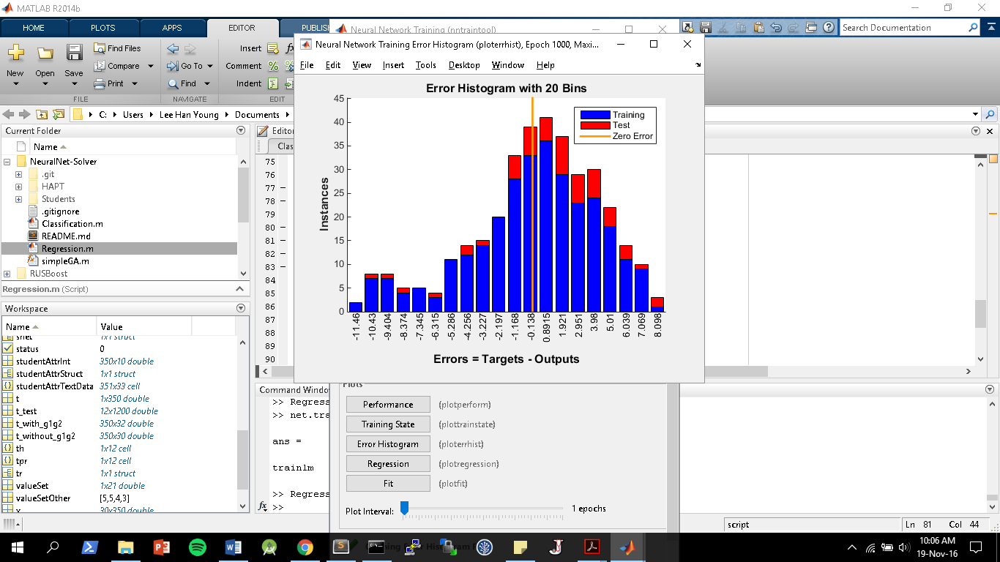 MATLAB R2014b
HOME PLOTS APPS EDITOR PUBLIS
Neural Network Training (nntraintool)
Search Documentation
New Open Save
Find Files
Compare
Print
FILE
Go To
Find
NAVIGATE
Insert
Comment
Indent
EDIT
C: Users Lee Han Young Documents
Current Folder
Name
NeuralNet-Solver
.git
HAPT
Students
.gitignore
Classification.m
README.md
Regression.m
simpleGA.m
RUSBoost
Regression.m (Script)
Workspace
Name Value
snet 1x1 struct
status 0
studentAttrInt 350x10 double
studentAttrStruct 1x1 struct
studentAttrTextData 351x33 cell
t 1x350 double
t_test 12x1200 double
t_with_g1g2 350x32 double
t_without_g1g2 350x30 double
th 1x12 cell
tpr 1x12 cell
tr 1x1 struct
valueSet 1x21 double
valueSetOther [5,5,4,3]
x 30x350 double
Editor
Clas
75
76
77
78
79
80
81
82
83
84
85
86
87
88
89
90
Neural Network Training Error Histogram (ploterrhist), Epoch 1000, Maxi...
File Edit View Insert Tools Desktop Window Help
Error Histogram with 20 Bins
Training
Test
Zero Error
Instances
45
40
35
30
25
20
15
10
5
0
-11.46 -10.43 -9.404 -8.374 -7.345 -6.315 -5.286 -4.256 -3.227 -2.197 -1.168 -0.138 0.8915 1.921 2.951 3.98 5.01 6.039 7.069 8.098
Errors = Targets - Outputs
Command Windo
>> Regress
>> net.tra
ans =
trainlm
>> Regress
fx >>
Plots
Performance (plotperform)
Training State (plottrainstate)
Error Histogram (ploterrhist)
Regression (plotregression)
Fit (plotfit)
Plot Interval: 1 epochs
script Ln 81 Col 44
10:06 AM
19-Nov-16